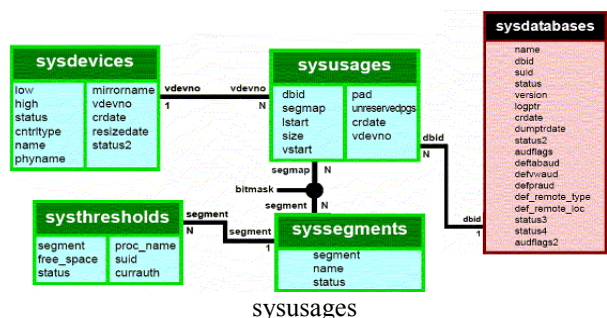 sysdevices
low
high
status
cntrltype
name
phyname
mirrorname
vdevno
crdate
resizedate
status2
vdevno
1
vdevno
N
sysusages
dbid
segmap
lstart
size
vstart
pad
unreservedpgs
crdate
vdevno
sysdatabases
name
dbid
suid
status
version
logptr
crdate
dumptrdate
status2
audflags
deftabaud
defvwaud
defpraud
def_remote_type
def_remote_loc
status3
status4
audflags2
dbid
N
dbid
1
segmap N
bitmask
segment N
systhresholds
segment
free_space
status
proc_name
suid
currauth
segment
N
segment
1
syssegments
segment
name
status
sysusages